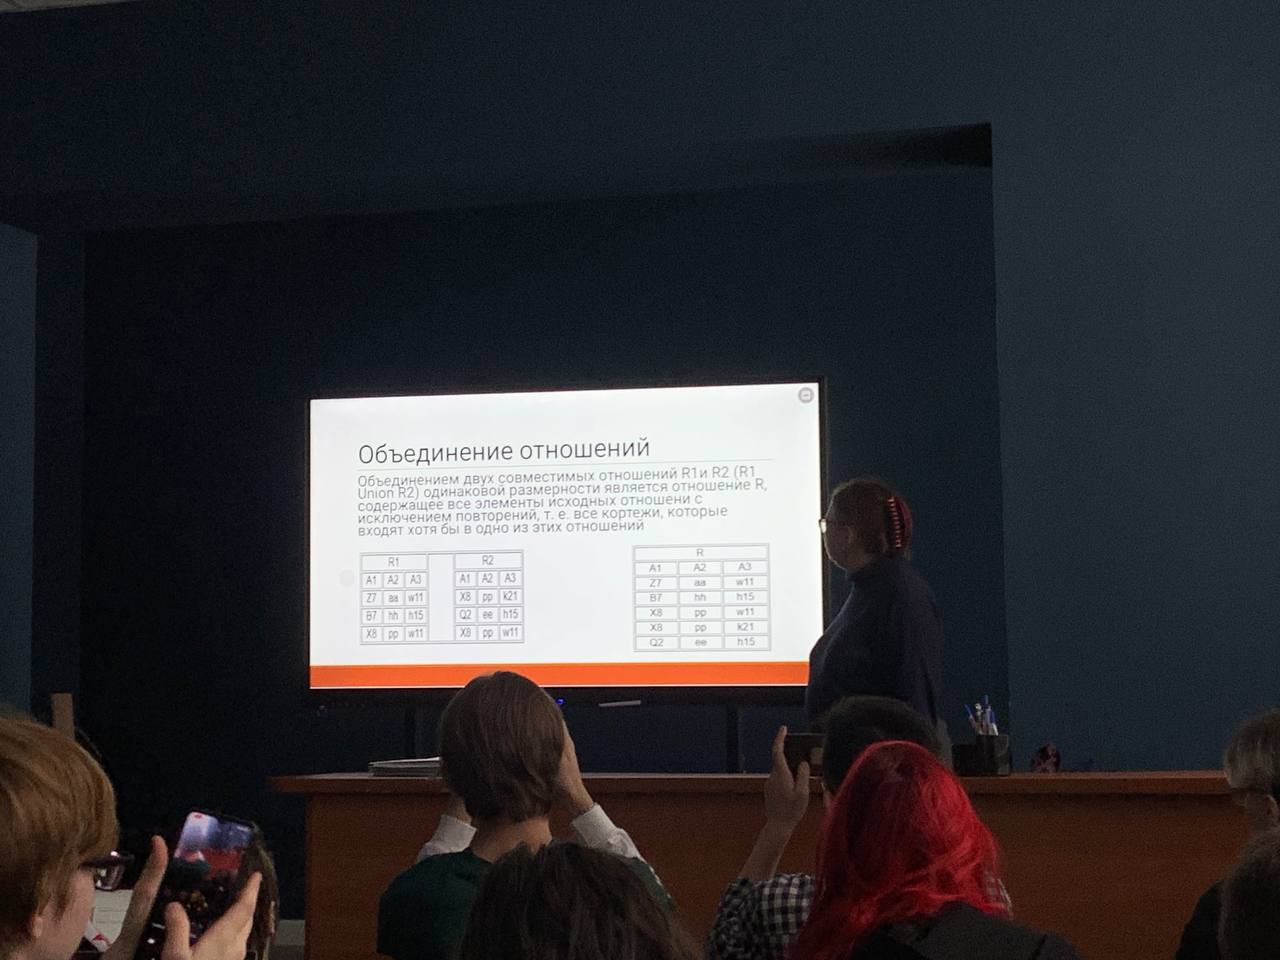 Объединение отношений
Объединением двух совместимых отношений R1и R2 (R1
Union R2) одинаковой размерности является отношение R,
содержащее все элементы исходных отношени с
исключением повторений, т. е. все кортежи, которые
входят хотя бы в одно из этих отношений
R1 R2
A1 A2 A3 A1 A2 A3
Z7 aa w11 X8 pp k21
B7 hh h15 Q2 ee h15
X8 pp w11 X8 pp w11
R
A1 A2 A3
Z7 aa w11
B7 hh h15
X8 pp w11
X8 pp k21
Q2 ee h15